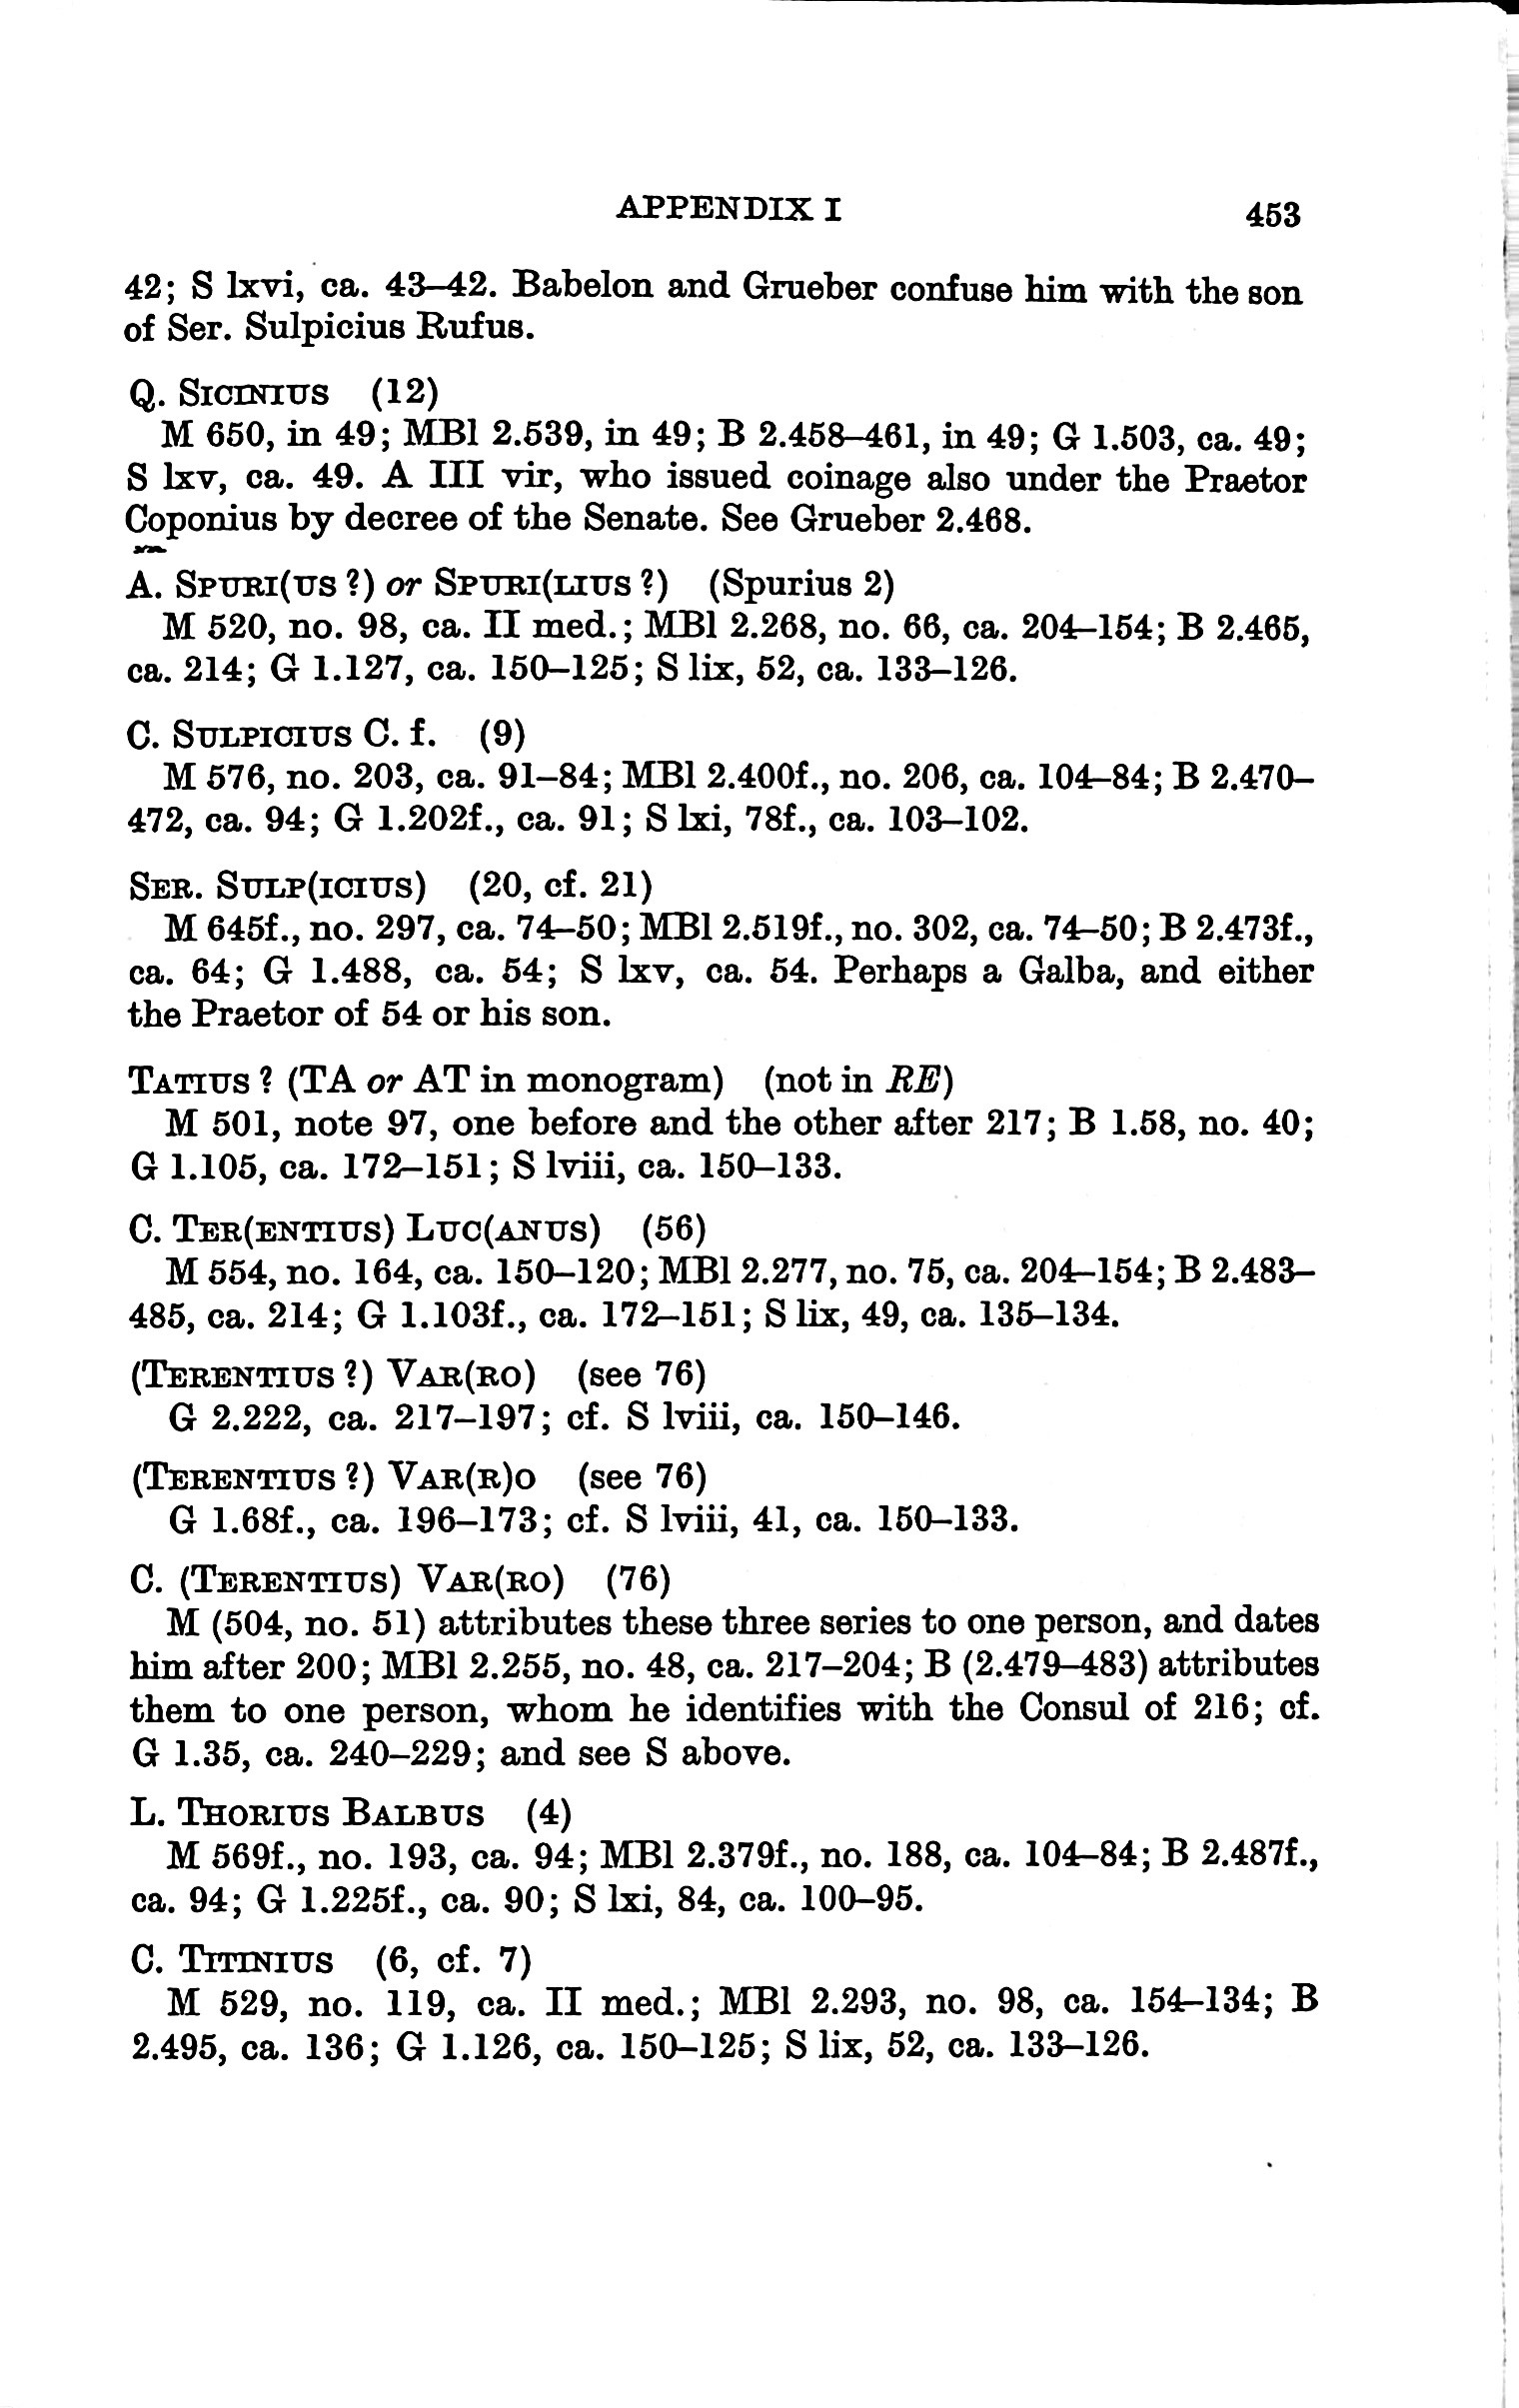 APPENDIX I 453
42; S lxvi, ca. 43–42. Babelon and Grueber confuse him with the son
of Ser. Sulpicius Rufus.
Q. SICINIUS (12)
M 650, in 49; MBl 2.539, in 49; B 2.458–461, in 49; G 1.503, ca. 49;
S lxv, ca. 49. A III vir, who issued coinage also under the Praetor
Coponius by decree of the Senate. See Grueber 2.468.
A. SPURI(US ?) or SPURI(LIUS ?) (Spurius 2)
M 520, no. 98, ca. II med.; MBl 2.268, no. 66, ca. 204–154; B 2.465,
ca. 214; G 1.127, ca. 150–125; S lix, 52, ca. 133–126.
C. SULPICIUS C. f. (9)
M 576, no. 203, ca. 91–84; MBl 2.400f., no. 206, ca. 104–84; B 2.470–
472, ca. 94; G 1.202f., ca. 91; S lxi, 78f., ca. 103–102.
SER. SULP(ICIUS) (20, cf. 21)
M 645f., no. 297, ca. 74–50; MBl 2.519f., no. 302, ca. 74–50; B 2.473f.,
ca. 64; G 1.488, ca. 54; S lxv, ca. 54. Perhaps a Galba, and either
the Praetor of 54 or his son.
TATIUS ? (TA or AT in monogram) (not in RE)
M 501, note 97, one before and the other after 217; B 1.58, no. 40;
G 1.105, ca. 172–151; S lviii, ca. 150–133.
C. TER(ENTIUS) LUC(ANUS) (56)
M 554, no. 164, ca. 150–120; MBl 2.277, no. 75, ca. 204–154; B 2.483–
485, ca. 214; G 1.103f., ca. 172–151; S lix, 49, ca. 135–134.
(TERENTIUS ?) VAR(RO) (see 76)
G 2.222, ca. 217–197; cf. S lviii, ca. 150–146.
(TERENTIUS ?) VAR(R)O (see 76)
G 1.68f., ca. 196–173; cf. S lviii, 41, ca. 150–133.
C. (TERENTIUS) VAR(RO) (76)
M (504, no. 51) attributes these three series to one person, and dates
him after 200; MBl 2.255, no. 48, ca. 217–204; B (2.479–483) attributes
them to one person, whom he identifies with the Consul of 216; cf.
G 1.35, ca. 240–229; and see S above.
L. THORIUS BALBUS (4)
M 569f., no. 193, ca. 94; MBl 2.379f., no. 188, ca. 104–84; B 2.487f.,
ca. 94; G 1.225f., ca. 90; S lxi, 84, ca. 100–95.
C. TITINIUS (6, cf. 7)
M 529, no. 119, ca. II med.; MBl 2.293, no. 98, ca. 154–134; B
2.495, ca. 136; G 1.126, ca. 150–125; S lix, 52, ca. 133–126.